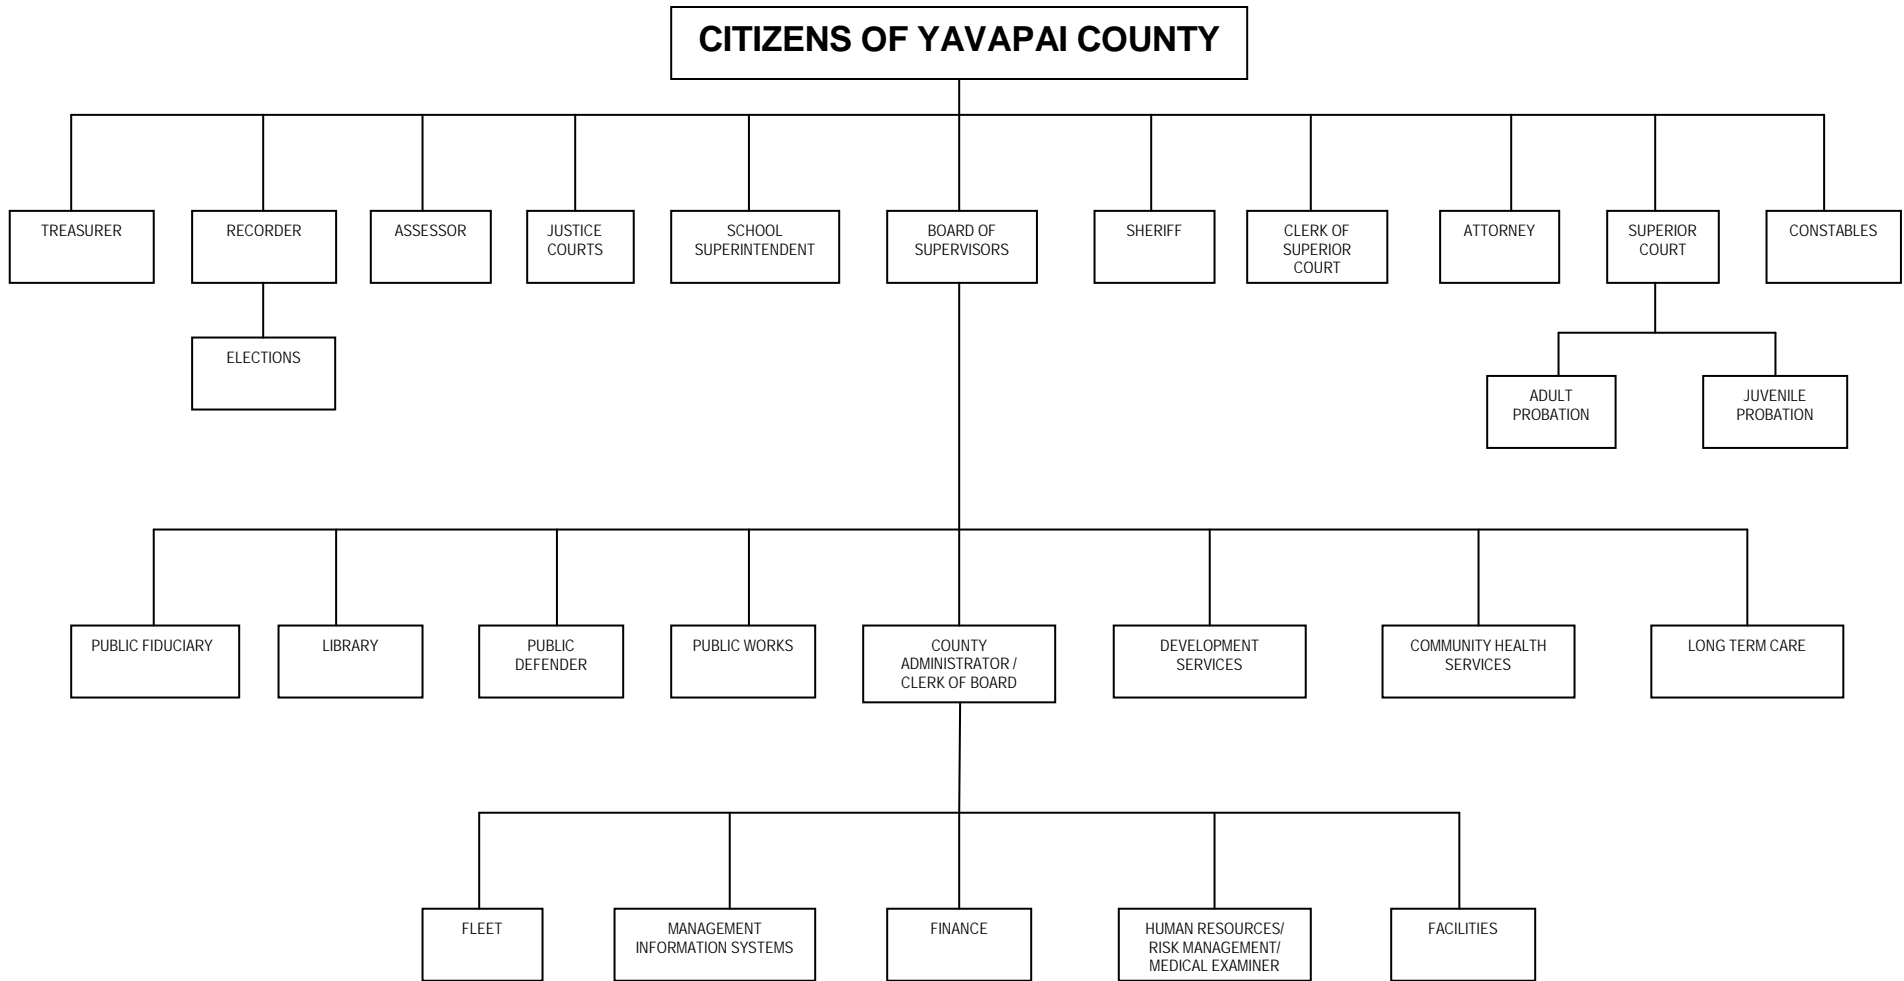 CITIZENS OF YAVAPAI COUNTY
TREASURER
RECORDER
ASSESSOR
JUSTICE
COURTS
SCHOOL
SUPERINTENDENT
BOARD OF
SUPERVISORS
SHERIFF
CLERK OF
SUPERIOR
COURT
ATTORNEY
SUPERIOR
COURT
CONSTABLES
ELECTIONS
ADULT
PROBATION
JUVENILE
PROBATION
PUBLIC FIDUCIARY
LIBRARY
PUBLIC
DEFENDER
PUBLIC WORKS
COUNTY
ADMINISTRATOR /
CLERK OF BOARD
DEVELOPMENT
SERVICES
COMMUNITY HEALTH
SERVICES
LONG TERM CARE
FLEET
MANAGEMENT
INFORMATION SYSTEMS
FINANCE
HUMAN RESOURCES/
RISK MANAGEMENT/
MEDICAL EXAMINER
FACILITIES